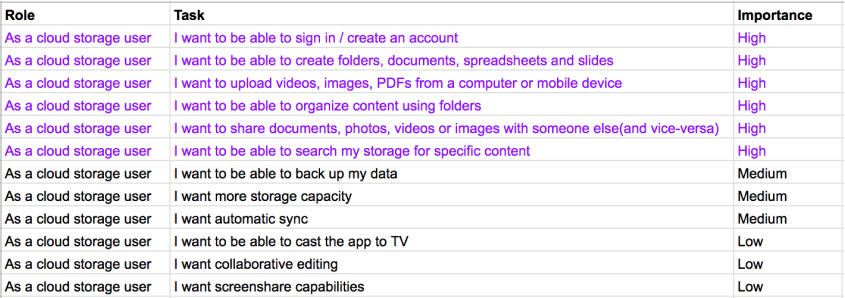 Role Task Importance
As a cloud storage user I want to be able to sign in / create an account High
As a cloud storage user I want to be able to create folders, documents, spreadsheets and slides High
As a cloud storage user I want to upload videos, images, PDFs from a computer or mobile device High
As a cloud storage user I want to be able to organize content using folders High
As a cloud storage user I want to share documents, photos, videos or images with someone else(and vice-versa) High
As a cloud storage user I want to be able to search my storage for specific content High
As a cloud storage user I want to be able to back up my data Medium
As a cloud storage user I want more storage capacity Medium
As a cloud storage user I want automatic sync Medium
As a cloud storage user I want to be able to cast the app to TV Low
As a cloud storage user I want collaborative editing Low
As a cloud storage user I want screenshare capabilities Low